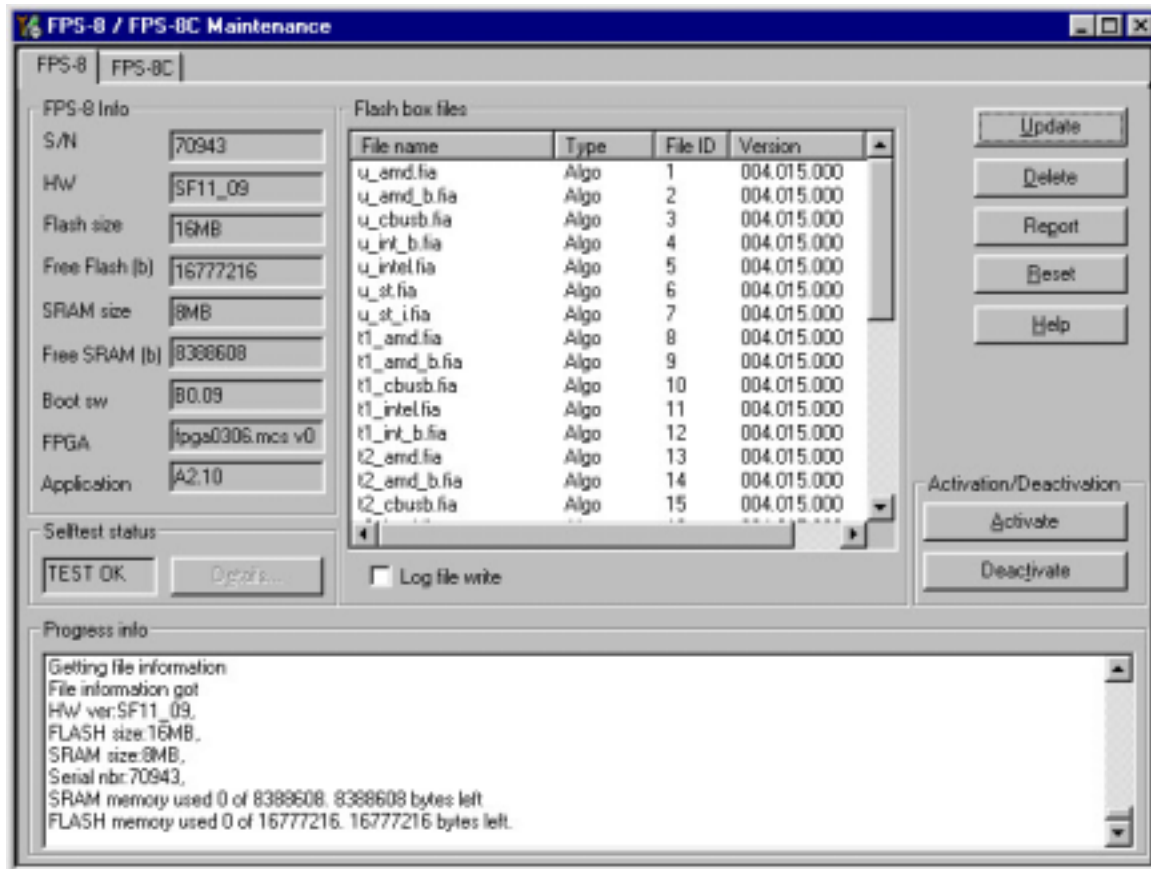 FPS-8 / FPS-8C Maintenance
FPS-8 FPS-8C
FPS-8 Info
S/N 70943
HW SF11_09
Flash size 16MB
Free Flash (b) 16777216
SRAM size 8MB
Free SRAM (b) 8388608
Boot sw B0.09
FPGA fpga0306.mcs v0
Application A2.10
Selftest status
TEST OK Details...
Flash box files
File name Type File ID Version
u_amd.fia Algo 1 004.015.000
u_amd_b.fia Algo 2 004.015.000
u_cbusb.fia Algo 3 004.015.000
u_int_b.fia Algo 4 004.015.000
u_intel.fia Algo 5 004.015.000
u_st.fia Algo 6 004.015.000
u_st_i.fia Algo 7 004.015.000
t1_amd.fia Algo 8 004.015.000
t1_amd_b.fia Algo 9 004.015.000
t1_cbusb.fia Algo 10 004.015.000
t1_intel.fia Algo 11 004.015.000
t1_int_b.fia Algo 12 004.015.000
t2_amd.fia Algo 13 004.015.000
t2_amd_b.fia Algo 14 004.015.000
t2_cbusb.fia Algo 15 004.015.000
Log file write
Update
Delete
Report
Reset
Help
Activation/Deactivation
Activate
Deactivate
Progress info
Getting file information
File information got
HW ver:SF11_09,
FLASH size:16MB,
SRAM size:8MB,
Serial nbr:70943,
SRAM memory used 0 of 8388608. 8388608 bytes left
FLASH memory used 0 of 16777216. 16777216 bytes left.